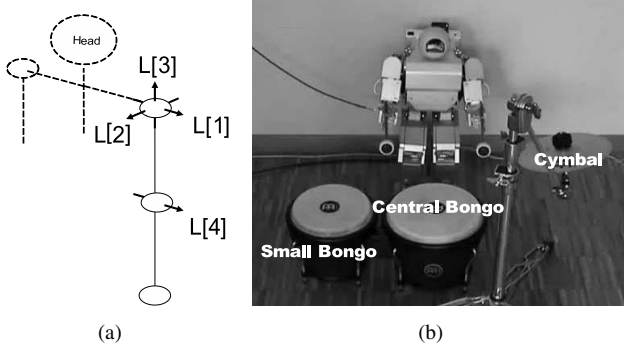 Head
L[3]
L[2]
L[1]
L[4]
(a)
Cymbal
Central Bongo
Small Bongo
(b)